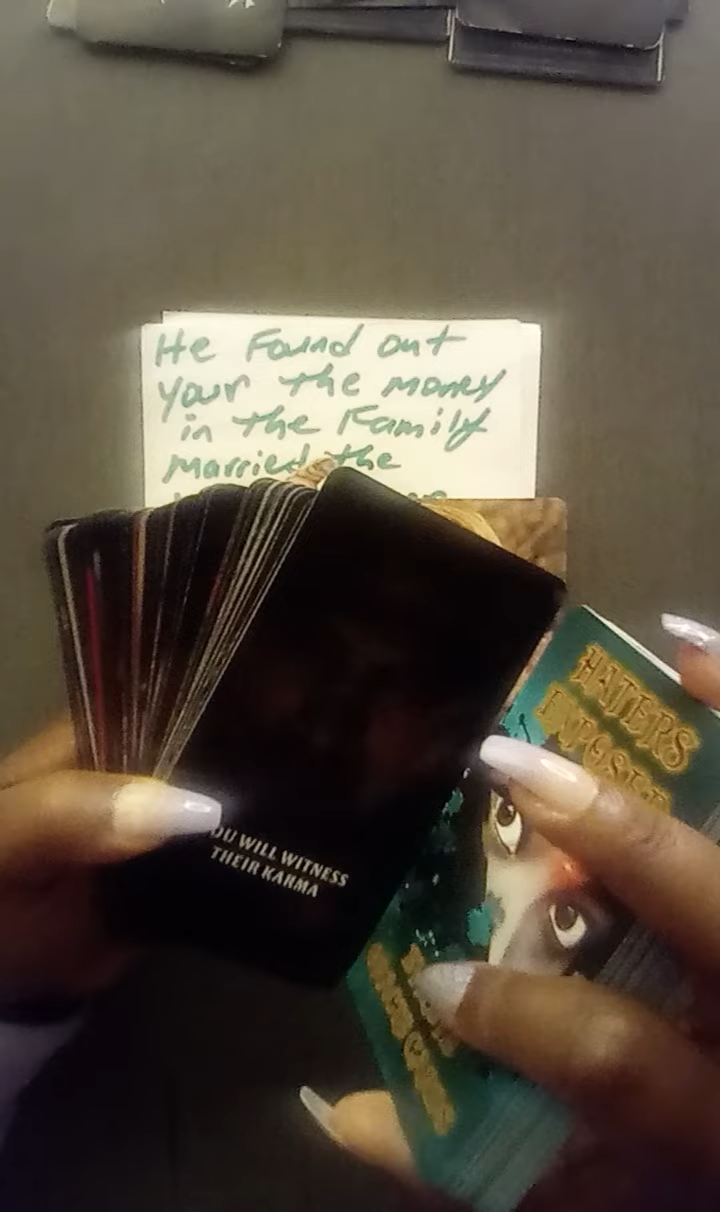 He Found out
your the money
in the Family
married the
OU WILL WITNESS
THEIR KARMA
HATERS
EXPOSED